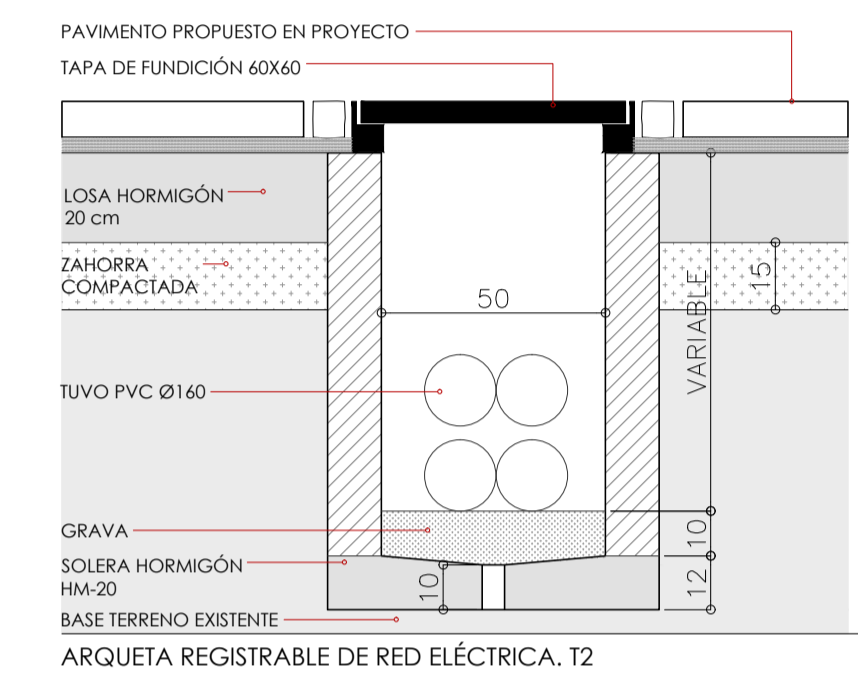 PAVIMENTO PROPUESTO EN PROYECTO
TAPA DE FUNDICIÓN 60X60
LOSA HORMIGÓN
20 cm
ZAHORRA
COMPACTADA
15
50
VARIABLE
TUVO PVC Ø160
GRAVA
10
SOLERA HORMIGÓN
HM-20
10
12
BASE TERRENO EXISTENTE
ARQUETA REGISTRABLE DE RED ELÉCTRICA. T2